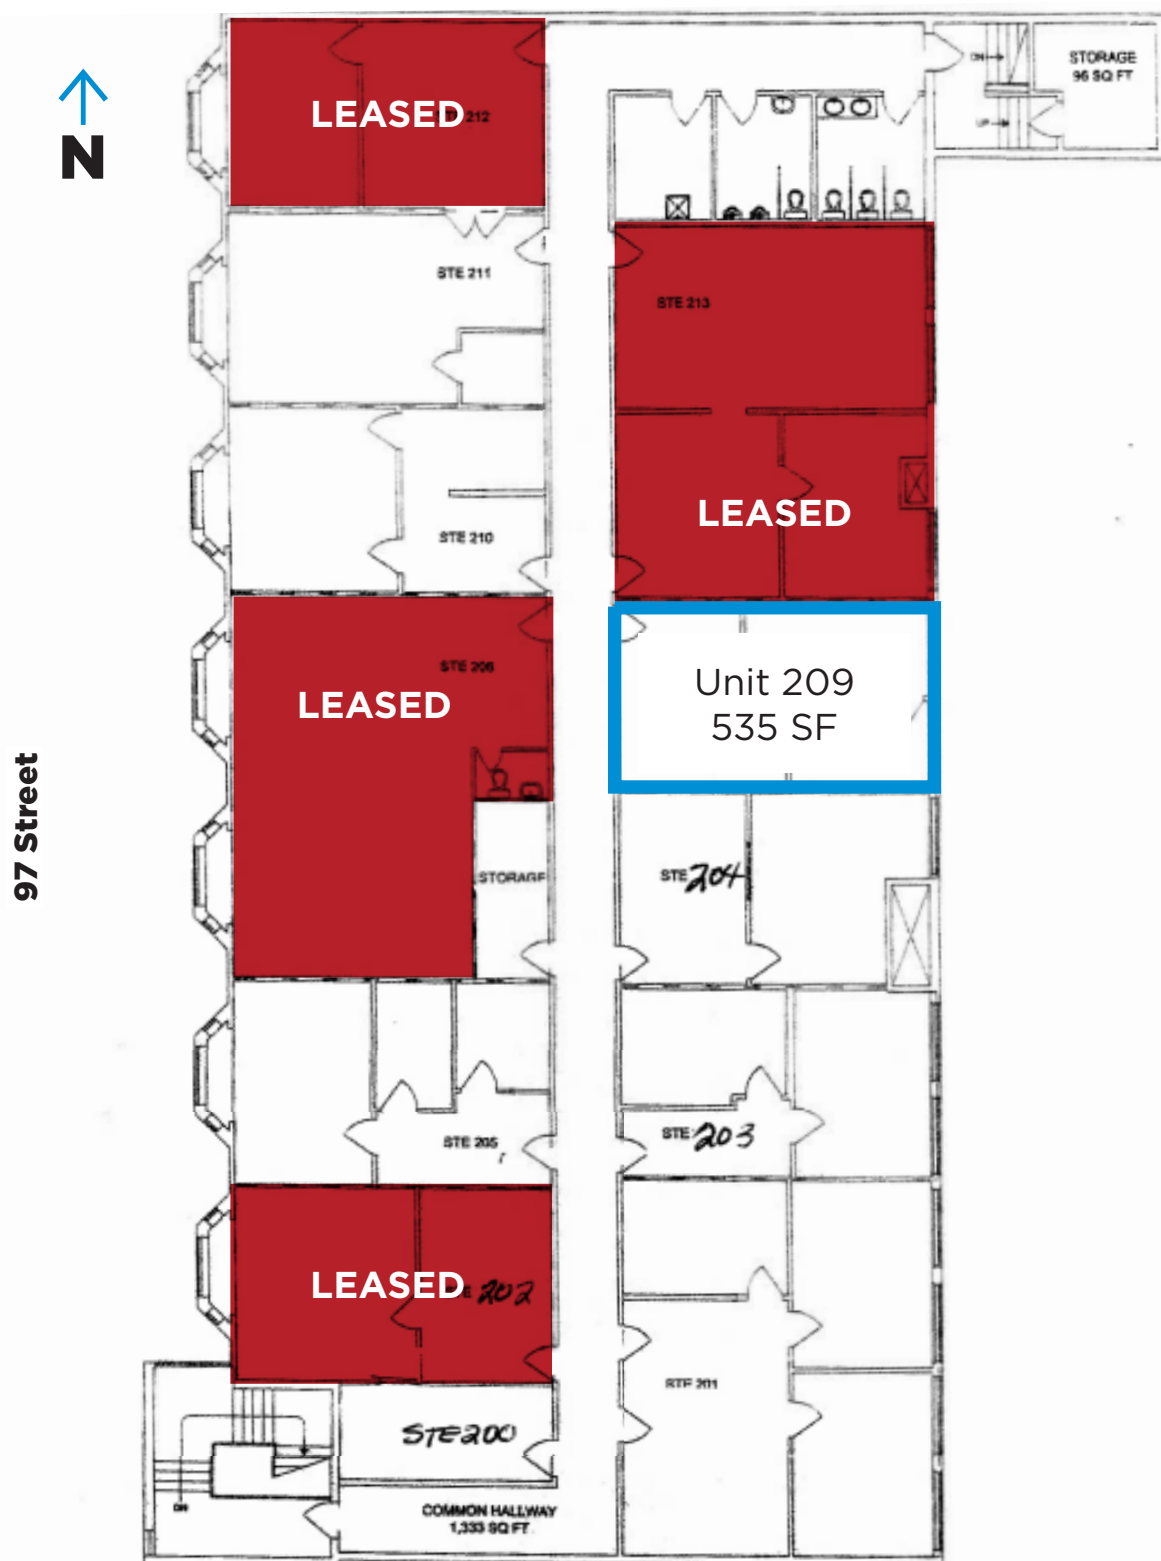 STORAGE
96 SQ FT
DN
UP
N
LEASED
212
STE 211
STE 213
LEASED
STE 210
STE 206
LEASED
Unit 209
535 SF
97 Street
STORAGE
STE 204
STE 205
STE 203
LEASED
202
STE 201
STE 200
DN
COMMON HALLWAY
1,333 SQ FT